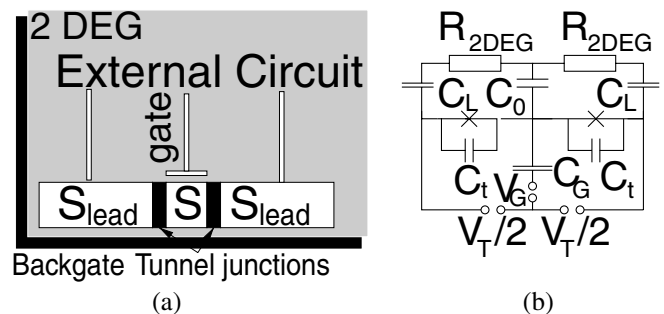 2 DEG
External Circuit
gate
S_lead S S_lead
Backgate Tunnel junctions
(a)
R_2DEG R_2DEG
C_L C_0 C_L
C_t V_G C_G C_t
V_T/2 V_T/2
(b)